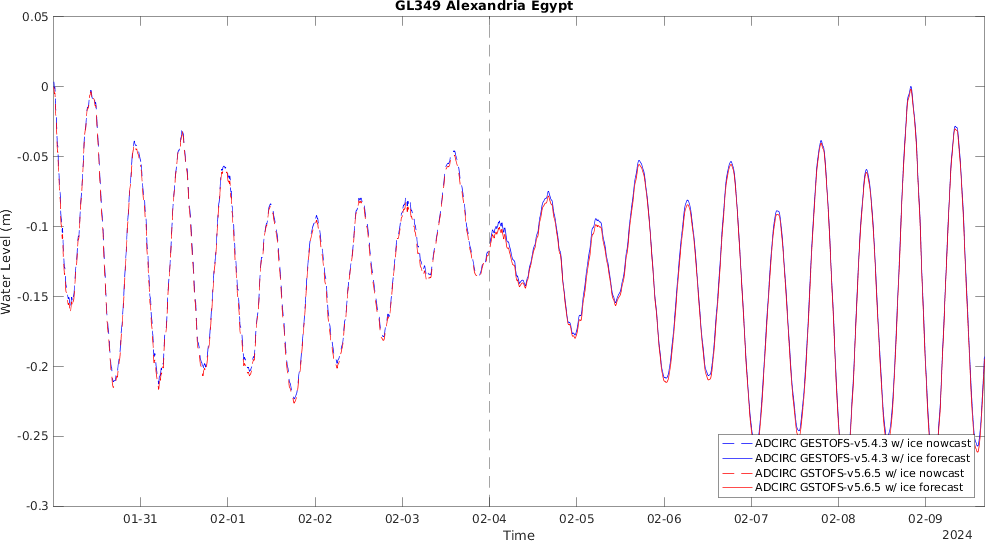 GL349 Alexandria Egypt
0.05
0
-0.05
-0.1
-0.15
-0.2
-0.25
-0.3
Water Level (m)
ADCIRC GESTOFS-v5.4.3 w/ ice nowcast
ADCIRC GESTOFS-v5.4.3 w/ ice forecast
ADCIRC GSTOFS-v5.6.5 w/ ice nowcast
ADCIRC GSTOFS-v5.6.5 w/ ice forecast
01-31 02-01 02-02 02-03 02-04 02-05 02-06 02-07 02-08 02-09
Time
2024